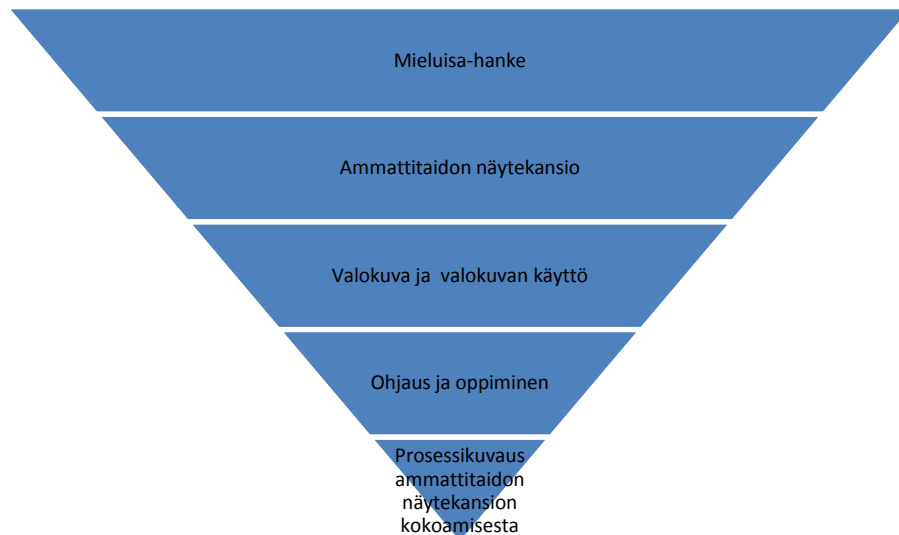 Mieluisa-hanke
Ammattitaidon näytekansio
Valokuva ja  valokuvan käyttö
Ohjaus ja oppiminen
Prosessikuvaus
ammattitaidon
näytekansion
kokoamisesta